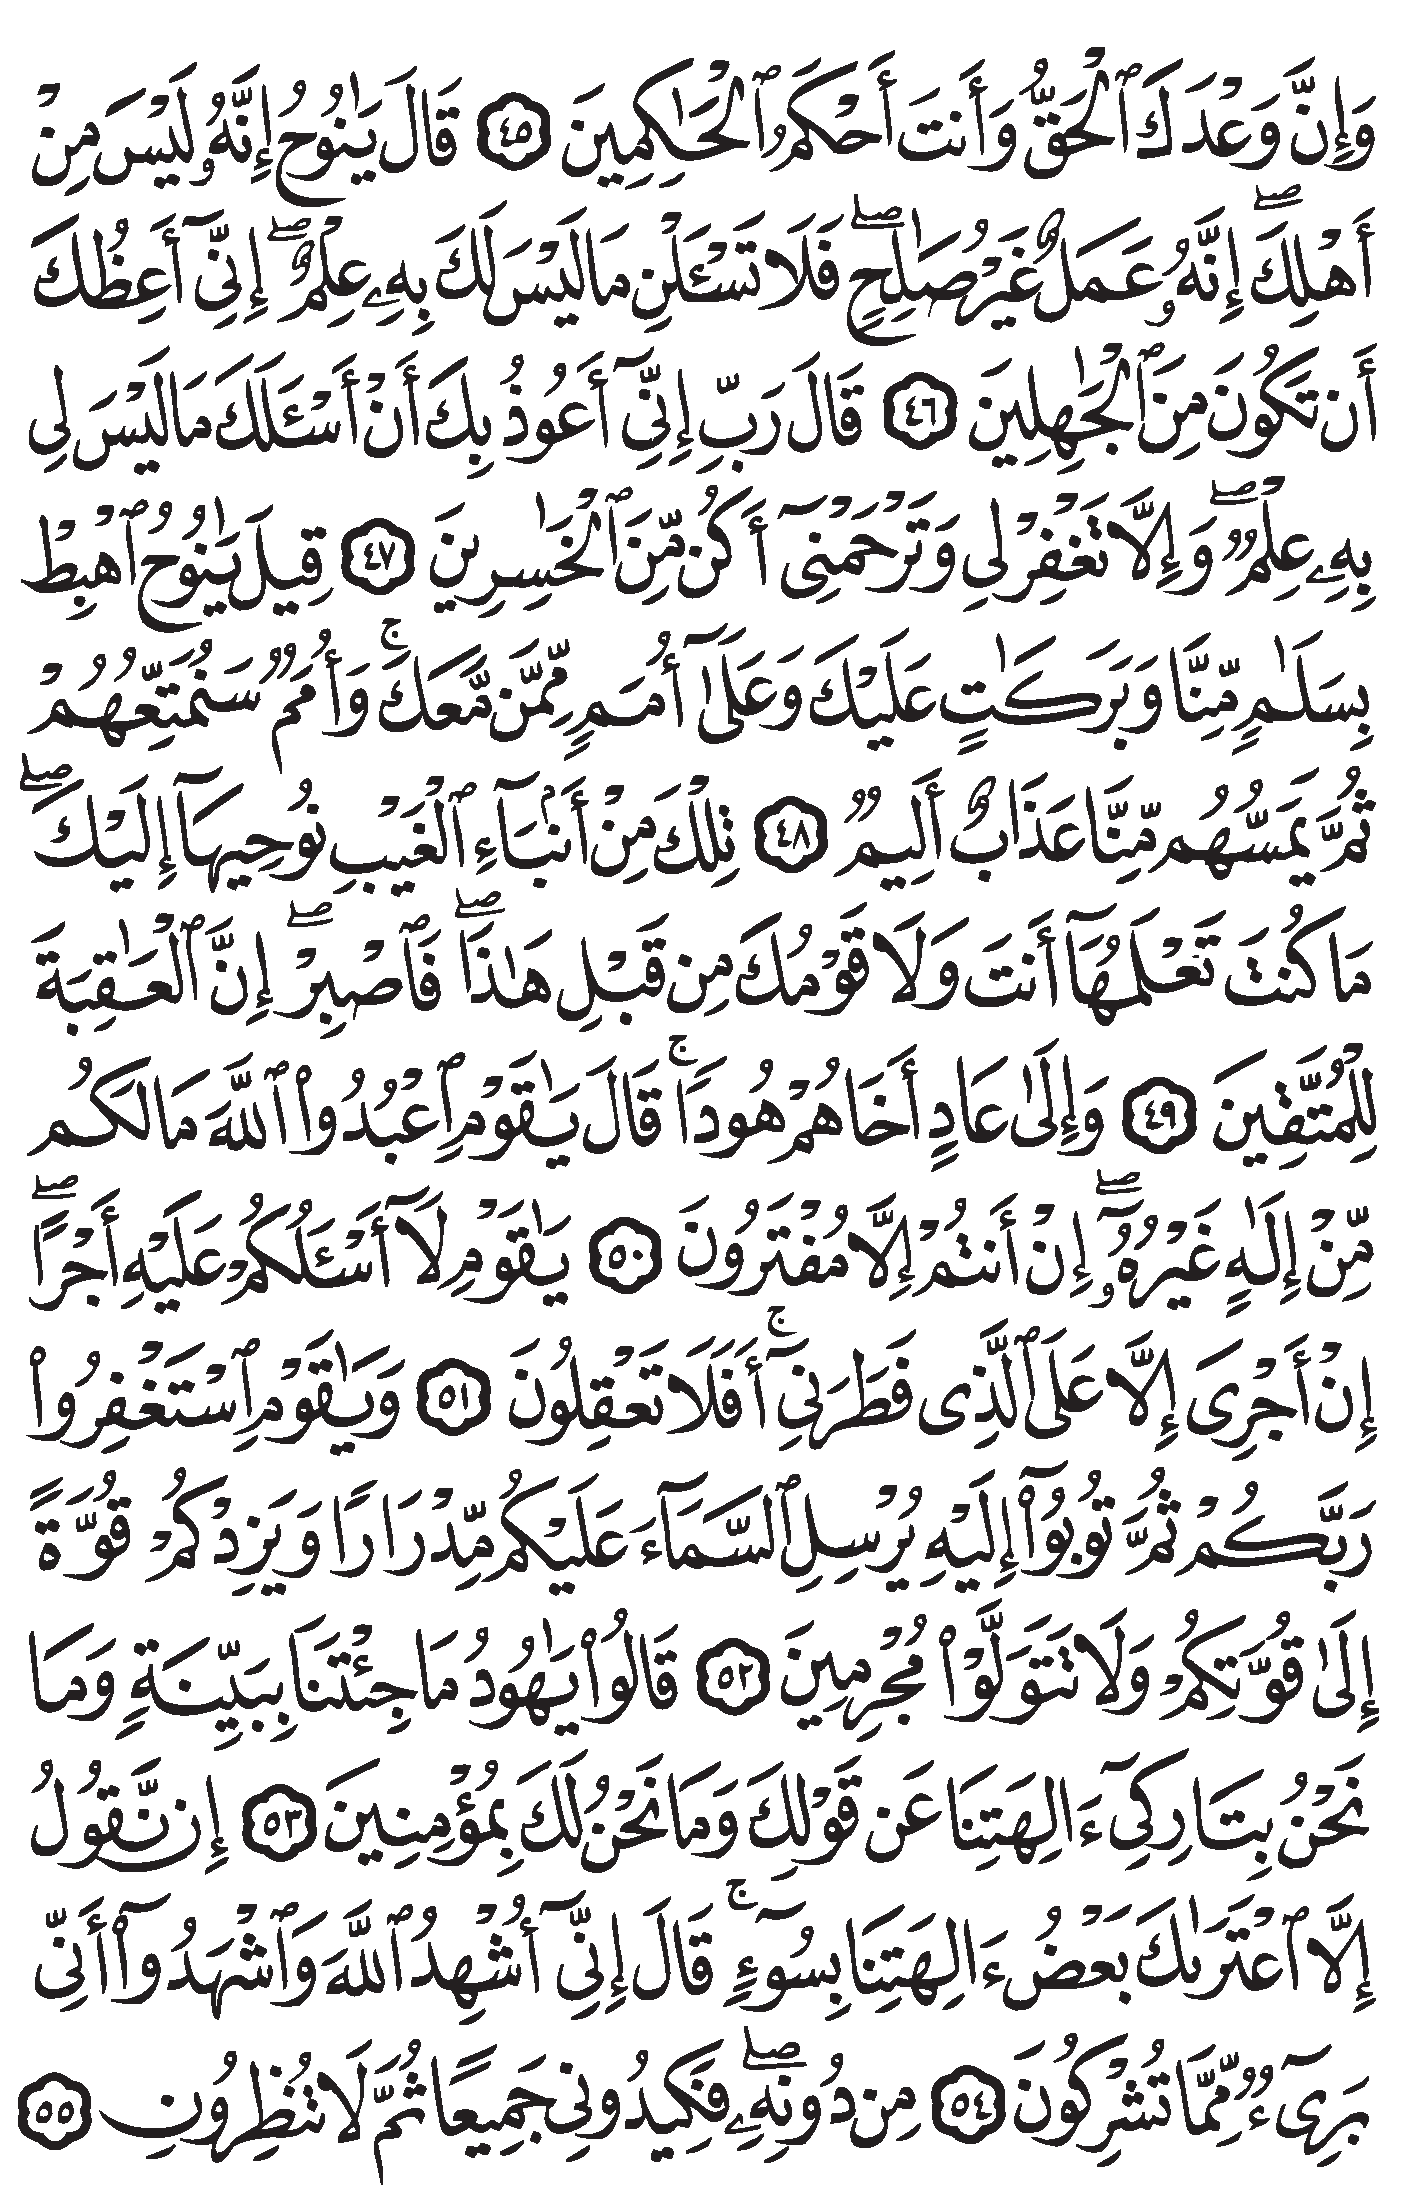 وَإِنَّ وَعْدَكَ ٱلْحَقُّ وَأَنتَ أَحْكَمُ ٱلْحَٰكِمِينَ ٤٥ قَالَ يَٰنُوحُ إِنَّهُۥ لَيْسَ مِنْ
أَهْلِكَۖ إِنَّهُۥ عَمَلٌ غَيْرُ صَٰلِحٍۖ فَلَا تَسْـَٔلْنِ مَا لَيْسَ لَكَ بِهِۦ عِلْمٌۖ إِنِّيٓ أَعِظُكَ
أَن تَكُونَ مِنَ ٱلْجَٰهِلِينَ ٤٦ قَالَ رَبِّ إِنِّيٓ أَعُوذُ بِكَ أَنْ أَسْـَٔلَكَ مَا لَيْسَ لِي
بِهِۦ عِلْمٌۖ وَإِلَّا تَغْفِرْ لِي وَتَرْحَمْنِىٓ أَكُن مِّنَ ٱلْخَٰسِرِينَ ٤٧ قِيلَ يَٰنُوحُ ٱهْبِطْ
بِسَلَٰمٍ مِّنَّا وَبَرَكَٰتٍ عَلَيْكَ وَعَلَىٰٓ أُمَمٍ مِّمَّن مَّعَكَۚ وَأُمَمٌ سَنُمَتِّعُهُمْ
ثُمَّ يَمَسُّهُم مِّنَّا عَذَابٌ أَلِيمٌ ٤٨ تِلْكَ مِنْ أَنۢبَآءِ ٱلْغَيْبِ نُوحِيهَآ إِلَيْكَۖ
مَا كُنتَ تَعْلَمُهَآ أَنتَ وَلَا قَوْمُكَ مِن قَبْلِ هَٰذَاۖ فَٱصْبِرْۖ إِنَّ ٱلْعَٰقِبَةَ
لِلْمُتَّقِينَ ٤٩ وَإِلَىٰ عَادٍ أَخَاهُمْ هُودًاۚ قَالَ يَٰقَوْمِ ٱعْبُدُوا۟ ٱللَّهَ مَا لَكُم
مِّنْ إِلَٰهٍ غَيْرُهُۥٓۖ إِنْ أَنتُمْ إِلَّا مُفْتَرُونَ ٥٠ يَٰقَوْمِ لَآ أَسْـَٔلُكُمْ عَلَيْهِ أَجْرًاۖ
إِنْ أَجْرِىَ إِلَّا عَلَى ٱلَّذِى فَطَرَنِىٓۚ أَفَلَا تَعْقِلُونَ ٥١ وَيَٰقَوْمِ ٱسْتَغْفِرُوا۟
رَبَّكُمْ ثُمَّ تُوبُوٓا۟ إِلَيْهِ يُرْسِلِ ٱلسَّمَآءَ عَلَيْكُم مِّدْرَارًا وَيَزِدْكُمْ قُوَّةً
إِلَىٰ قُوَّتِكُمْ وَلَا تَتَوَلَّوْا۟ مُجْرِمِينَ ٥٢ قَالُوا۟ يَٰهُودُ مَا جِئْتَنَا بِبَيِّنَةٍ وَمَا
نَحْنُ بِتَارِكِىٓ ءَالِهَتِنَا عَن قَوْلِكَ وَمَا نَحْنُ لَكَ بِمُؤْمِنِينَ ٥٣ إِن نَّقُولُ
إِلَّا ٱعْتَرَىٰكَ بَعْضُ ءَالِهَتِنَا بِسُوٓءٍۚ قَالَ إِنِّىٓ أُشْهِدُ ٱللَّهَ وَٱشْهَدُوٓا۟ أَنِّى
بَرِىٓءٌ مِّمَّا تُشْرِكُونَ ٥٤ مِن دُونِهِۦۖ فَكِيدُونِى جَمِيعًا ثُمَّ لَا تُنظِرُونِ ٥٥